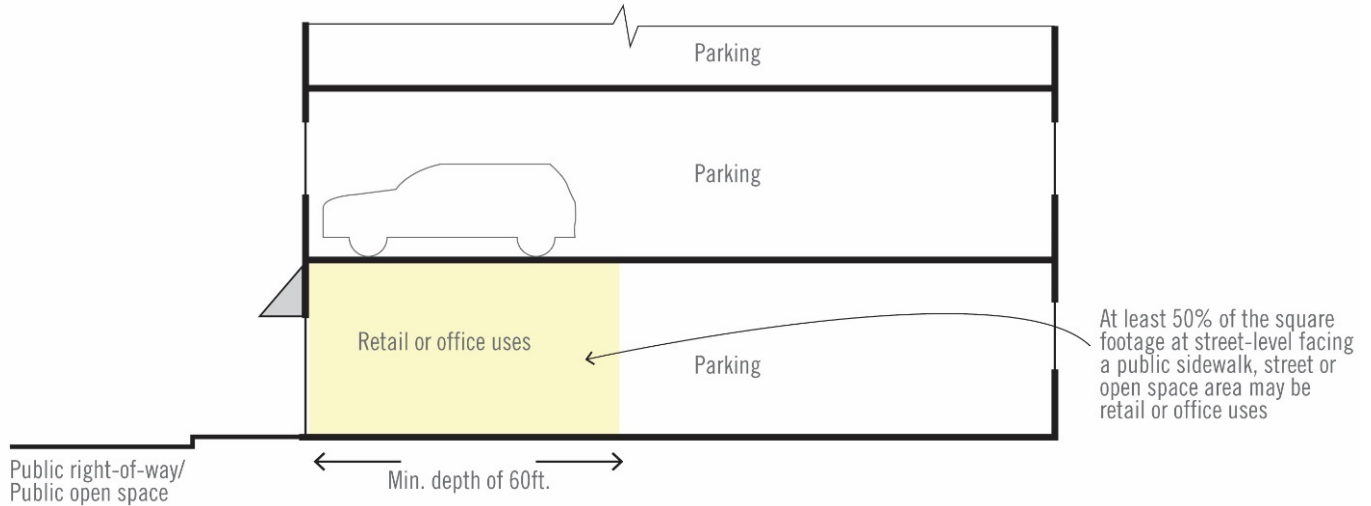 Parking
Parking
Retail or office uses
Parking
At least 50% of the square
footage at street-level facing
a public sidewalk, street or
open space area may be
retail or office uses
Public right-of-way/
Public open space
Min. depth of 60ft.